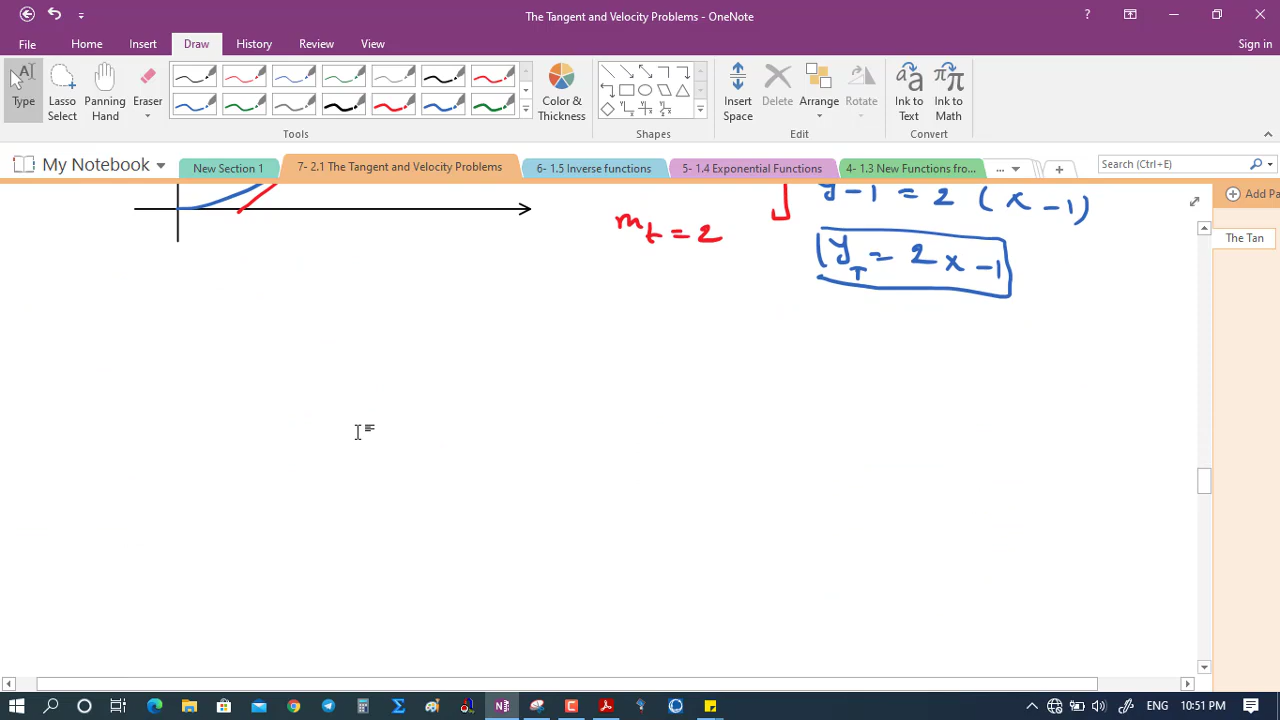 The Tangent and Velocity Problems - OneNote
File Home Insert Draw History Review View Sign in
Type Lasso Select Panning Hand Eraser Color & Thickness Insert Space Delete Arrange Rotate Ink to Text Ink to Math
Tools Shapes Edit Convert
My Notebook New Section 1 7- 2.1 The Tangent and Velocity Problems 6- 1.5 Inverse functions 5- 1.4 Exponential Functions 4- 1.3 New Functions fro... Search (Ctrl+E)
Add Pa
The Tan
y-1 = 2 (x-1)
m_t = 2
y_T = 2x-1
ENG 10:51 PM